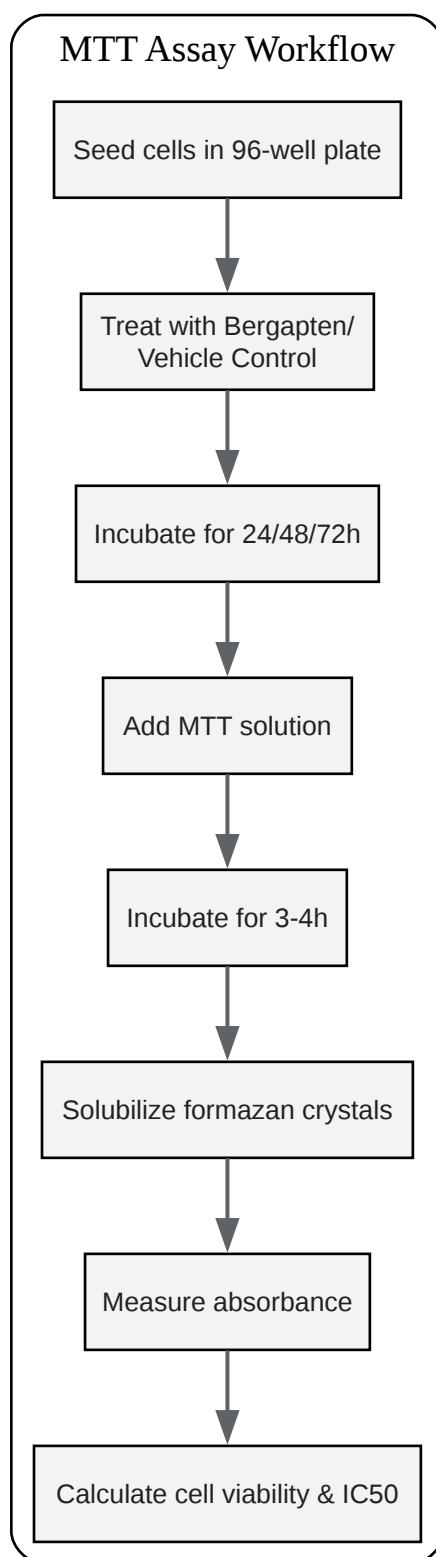 MTT Assay Workflow
Seed cells in 96-well plate
Treat with Bergapten/
Vehicle Control
Incubate for 24/48/72h
Add MTT solution
Incubate for 3-4h
Solubilize formazan crystals
Measure absorbance
Calculate cell viability & IC50